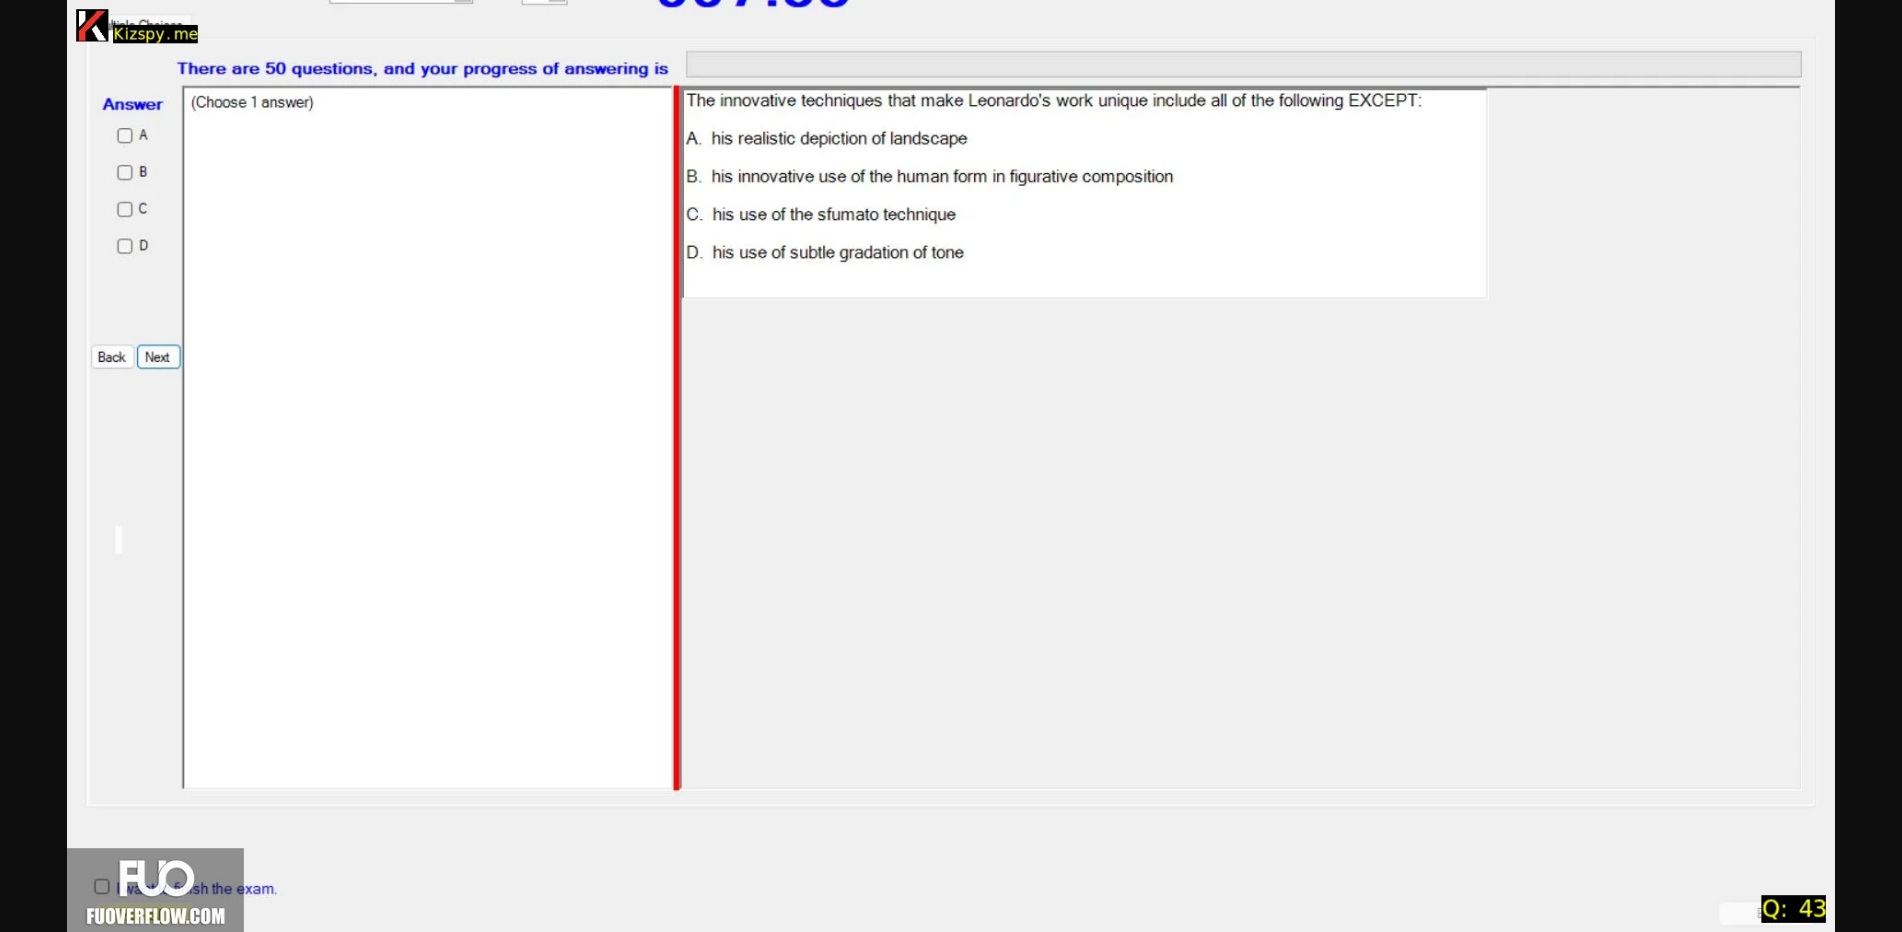 Kizspy.me
There are 50 questions, and your progress of answering is
Answer
(Choose 1 answer)
A
B
C
D
Back
Next
The innovative techniques that make Leonardo's work unique include all of the following EXCEPT:
A. his realistic depiction of landscape
B. his innovative use of the human form in figurative composition
C. his use of the sfumato technique
D. his use of subtle gradation of tone
FUO
the exam.
FUOVERFLOW.COM
Q: 43